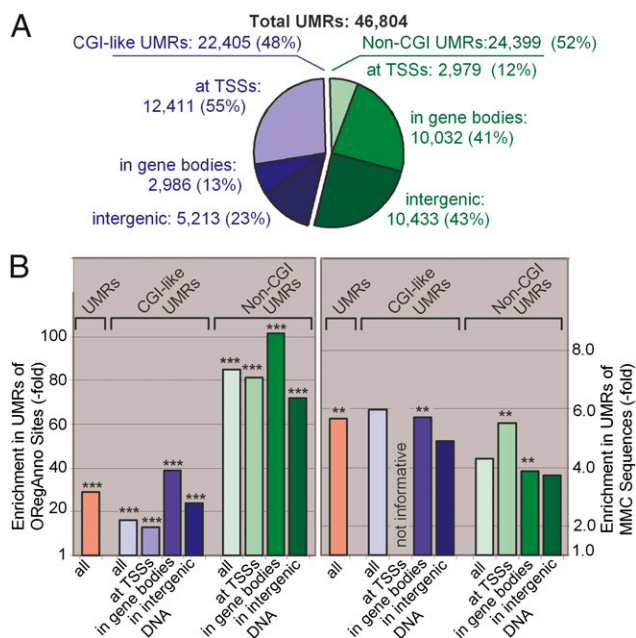 A
Total UMRs: 46,804
CGI-like UMRs: 22,405 (48%)
Non-CGI UMRs:24,399 (52%)
at TSSs: 2,979 (12%)
at TSSs:
12,411 (55%)
in gene bodies:
10,032 (41%)
in gene bodies:
2,986 (13%)
intergenic: 5,213 (23%)
intergenic:
10,433 (43%)
B
UMRs
CGI-like
UMRs
Non-CGI
UMRs
UMRs
CGI-like
UMRs
Non-CGI
UMRs
Enrichment in UMRs of
ORegAnno Sites (-fold)
100
80
60
40
20
1
***
***
***
***
***
***
***
***
***
**
**
**
**
not informative
8.0
6.0
4.0
2.0
1.0
Enrichment in UMRs of
MMC Sequences (-fold)
all
all
at TSSs
in gene bodies
in intergenic
DNA
all
at TSSs
in gene bodies
in intergenic
DNA
all
all
at TSSs
in gene bodies
in intergenic
DNA
all
at TSSs
in gene bodies
in intergenic
DNA